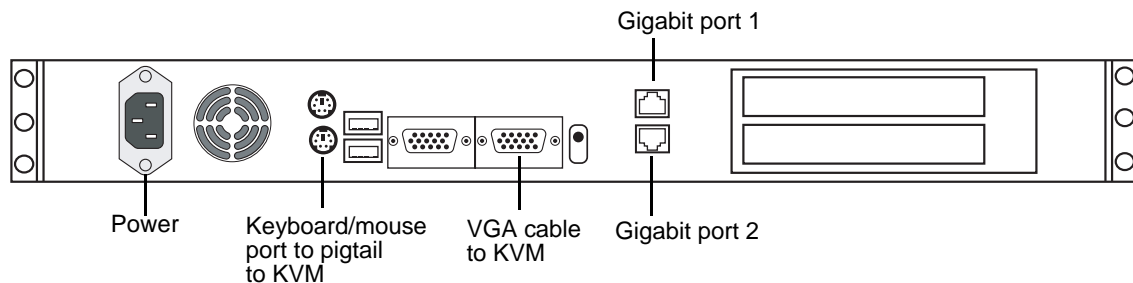 Gigabit port 1
Power
Keyboard/mouse
port to pigtail
to KVM
VGA cable
to KVM
Gigabit port 2